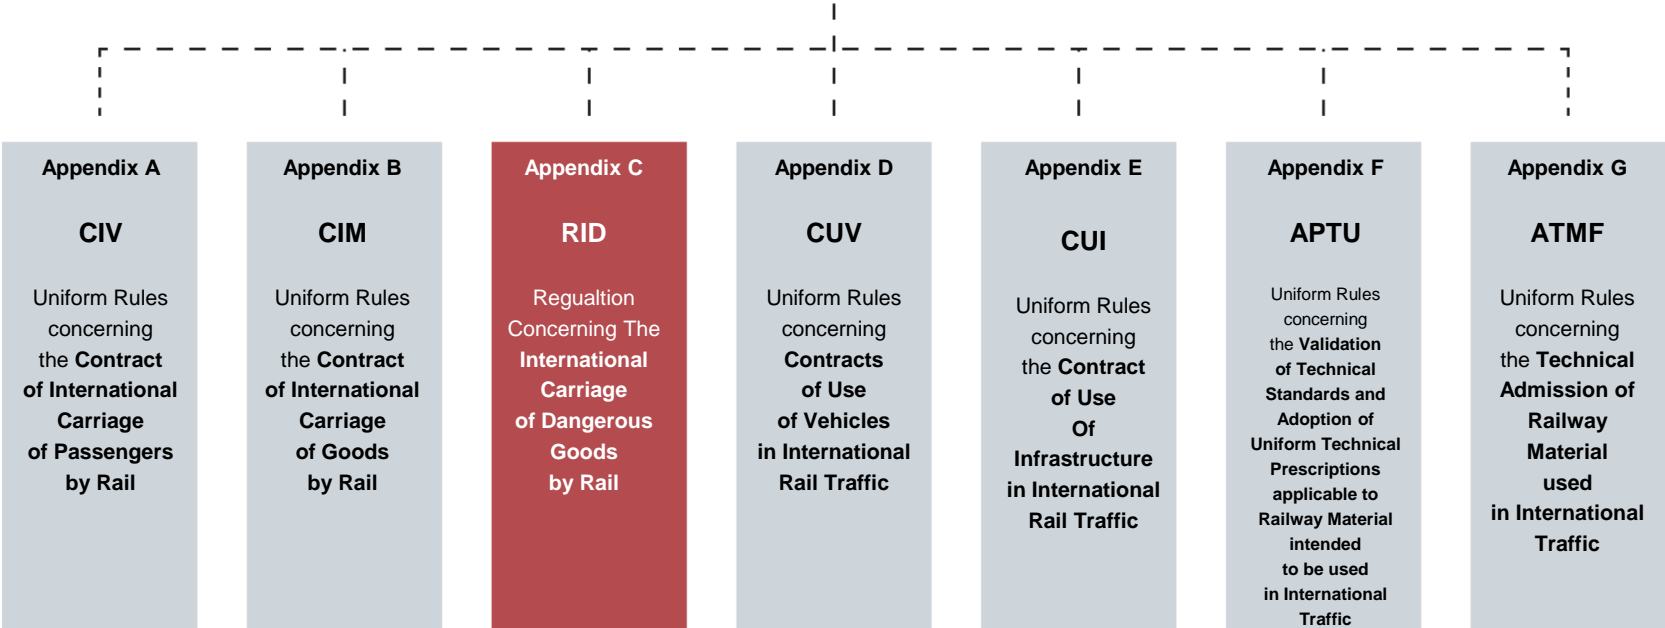 Appendix A
CIV
Uniform Rules
concerning
the Contract
of International
Carriage
of Passengers
by Rail
Appendix B
CIM
Uniform Rules
concerning
the Contract
of International
Carriage
of Goods
by Rail
Appendix C
RID
Regualtion
Concerning The
International
Carriage
of Dangerous
Goods
by Rail
Appendix D
CUV
Uniform Rules
concerning
Contracts
of Use
of Vehicles
in International
Rail Traffic
Appendix E
CUI
Uniform Rules
concerning
the Contract
of Use
Of
Infrastructure
in International
Rail Traffic
Appendix F
APTU
Uniform Rules
concerning
the Validation
of Technical
Standards and
Adoption of
Uniform Technical
Prescriptions
applicable to
Railway Material
intended
to be used
in International
Traffic
Appendix G
ATMF
Uniform Rules
concerning
the Technical
Admission of
Railway
Material
used
in International
Traffic